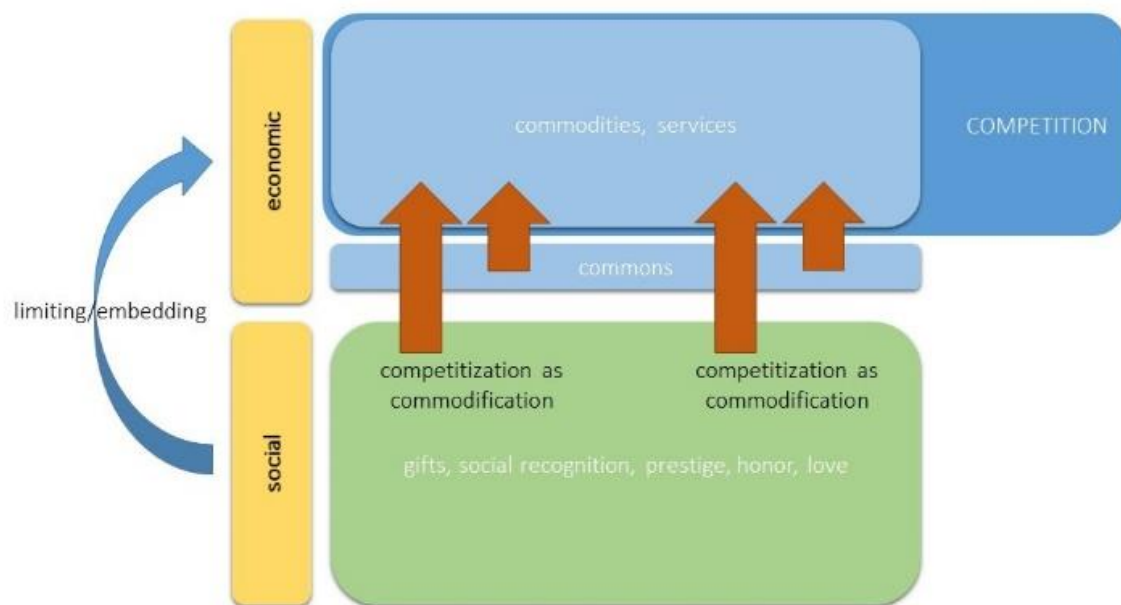 economic
commodities, services
COMPETITION
commons
limiting/embedding
social
competitization as
commodification
competitization as
commodification
gifts, social recognition, prestige, honor, love